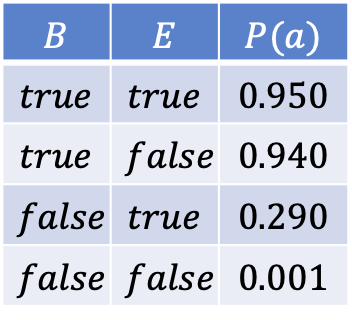 B E P(a)
true true 0.950
true false 0.940
false true 0.290
false false 0.001